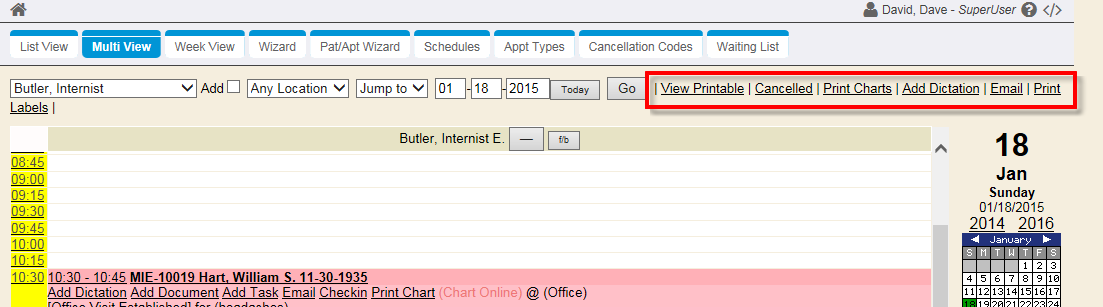 David, Dave - SuperUser ? </>
List View Multi View Week View Wizard Pat/Apt Wizard Schedules Appt Types Cancellation Codes Waiting List
Butler, Internist Add Any Location Jump to 01 - 18 - 2015 Today Go | View Printable | Cancelled | Print Charts | Add Dictation | Email | Print
Labels |
Butler, Internist E. — f/b
08:45
09:00
09:15
09:30
09:45
10:00
10:15
10:30 10:30 - 10:45 MIE-10019 Hart, William S. 11-30-1935
Add Dictation Add Document Add Task Email Checkin Print Chart (Chart Online) @ (Office)
[Office Visit Established] for (headaches)
18
Jan
Sunday
01/18/2015
2014 2016
January
1 2 3
4 5 6 7 8 9 10
11 12 13 14 15 16 17
18 19 20 21 22 23 24